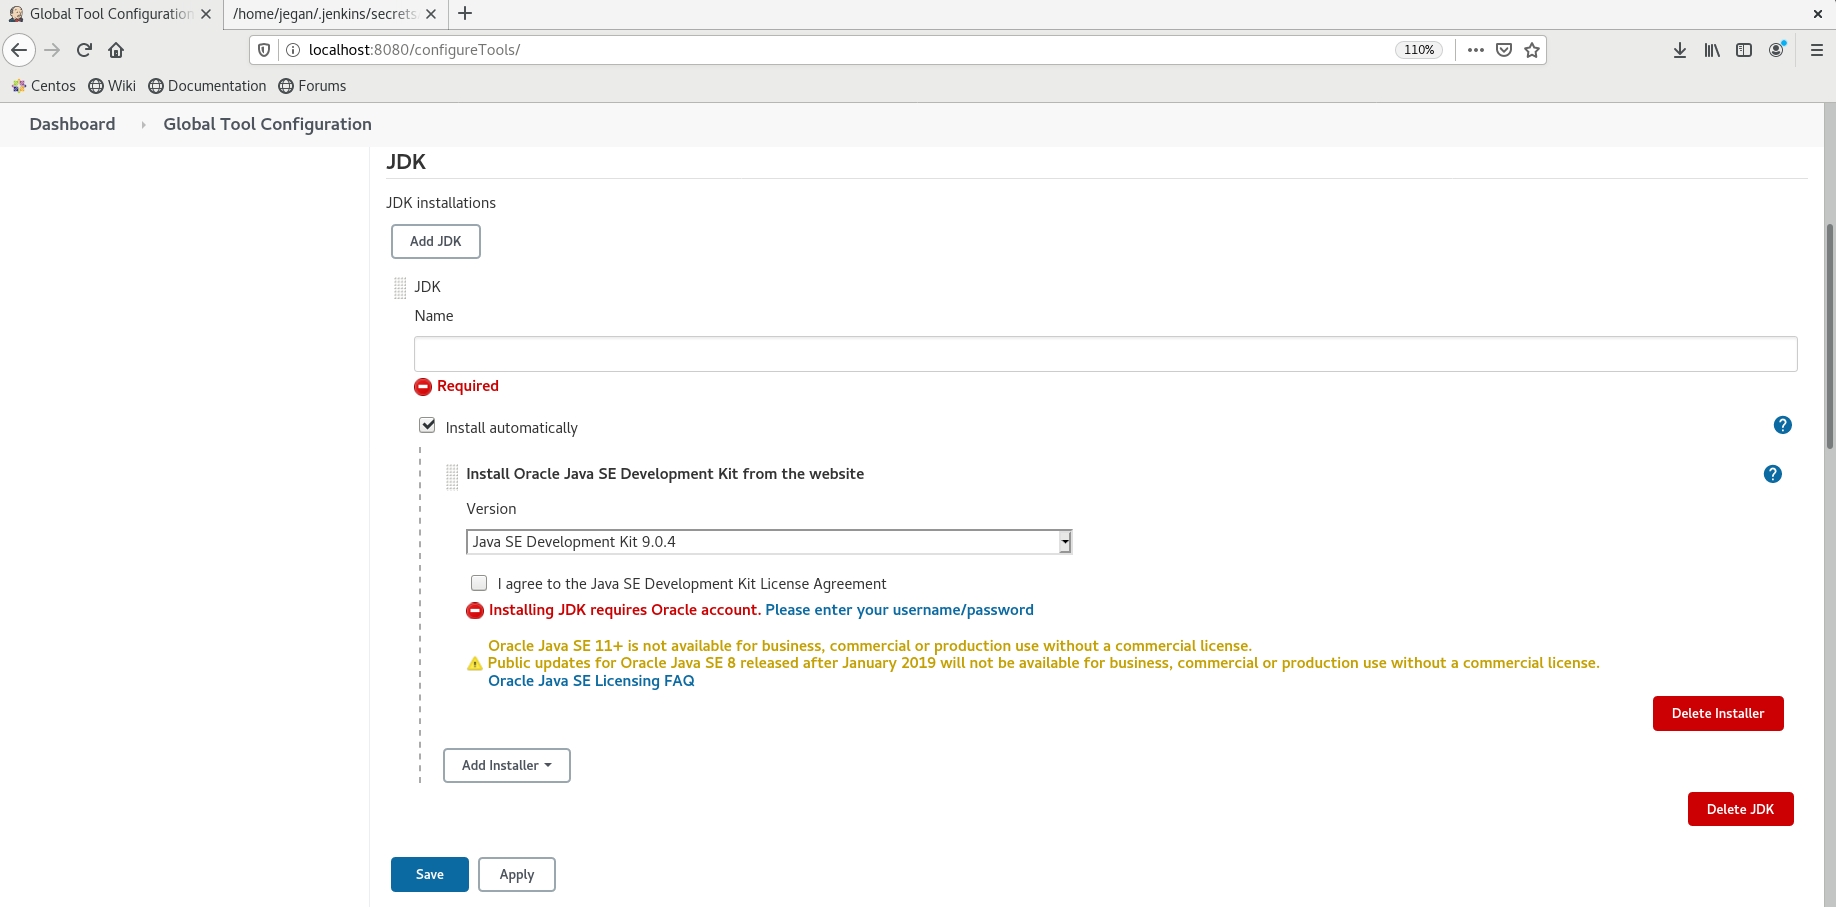 Global Tool Configuration
/home/jegan/.jenkins/secrets
localhost:8080/configureTools/
110%
Centos
Wiki
Documentation
Forums
Dashboard
Global Tool Configuration
JDK
JDK installations
Add JDK
JDK
Name
Required
Install automatically
?
Install Oracle Java SE Development Kit from the website
?
Version
Java SE Development Kit 9.0.4
I agree to the Java SE Development Kit License Agreement
Installing JDK requires Oracle account. Please enter your username/password
Oracle Java SE 11+ is not available for business, commercial or production use without a commercial license.
Public updates for Oracle Java SE 8 released after January 2019 will not be available for business, commercial or production use without a commercial license.
Oracle Java SE Licensing FAQ
Delete Installer
Add Installer
Delete JDK
Save
Apply